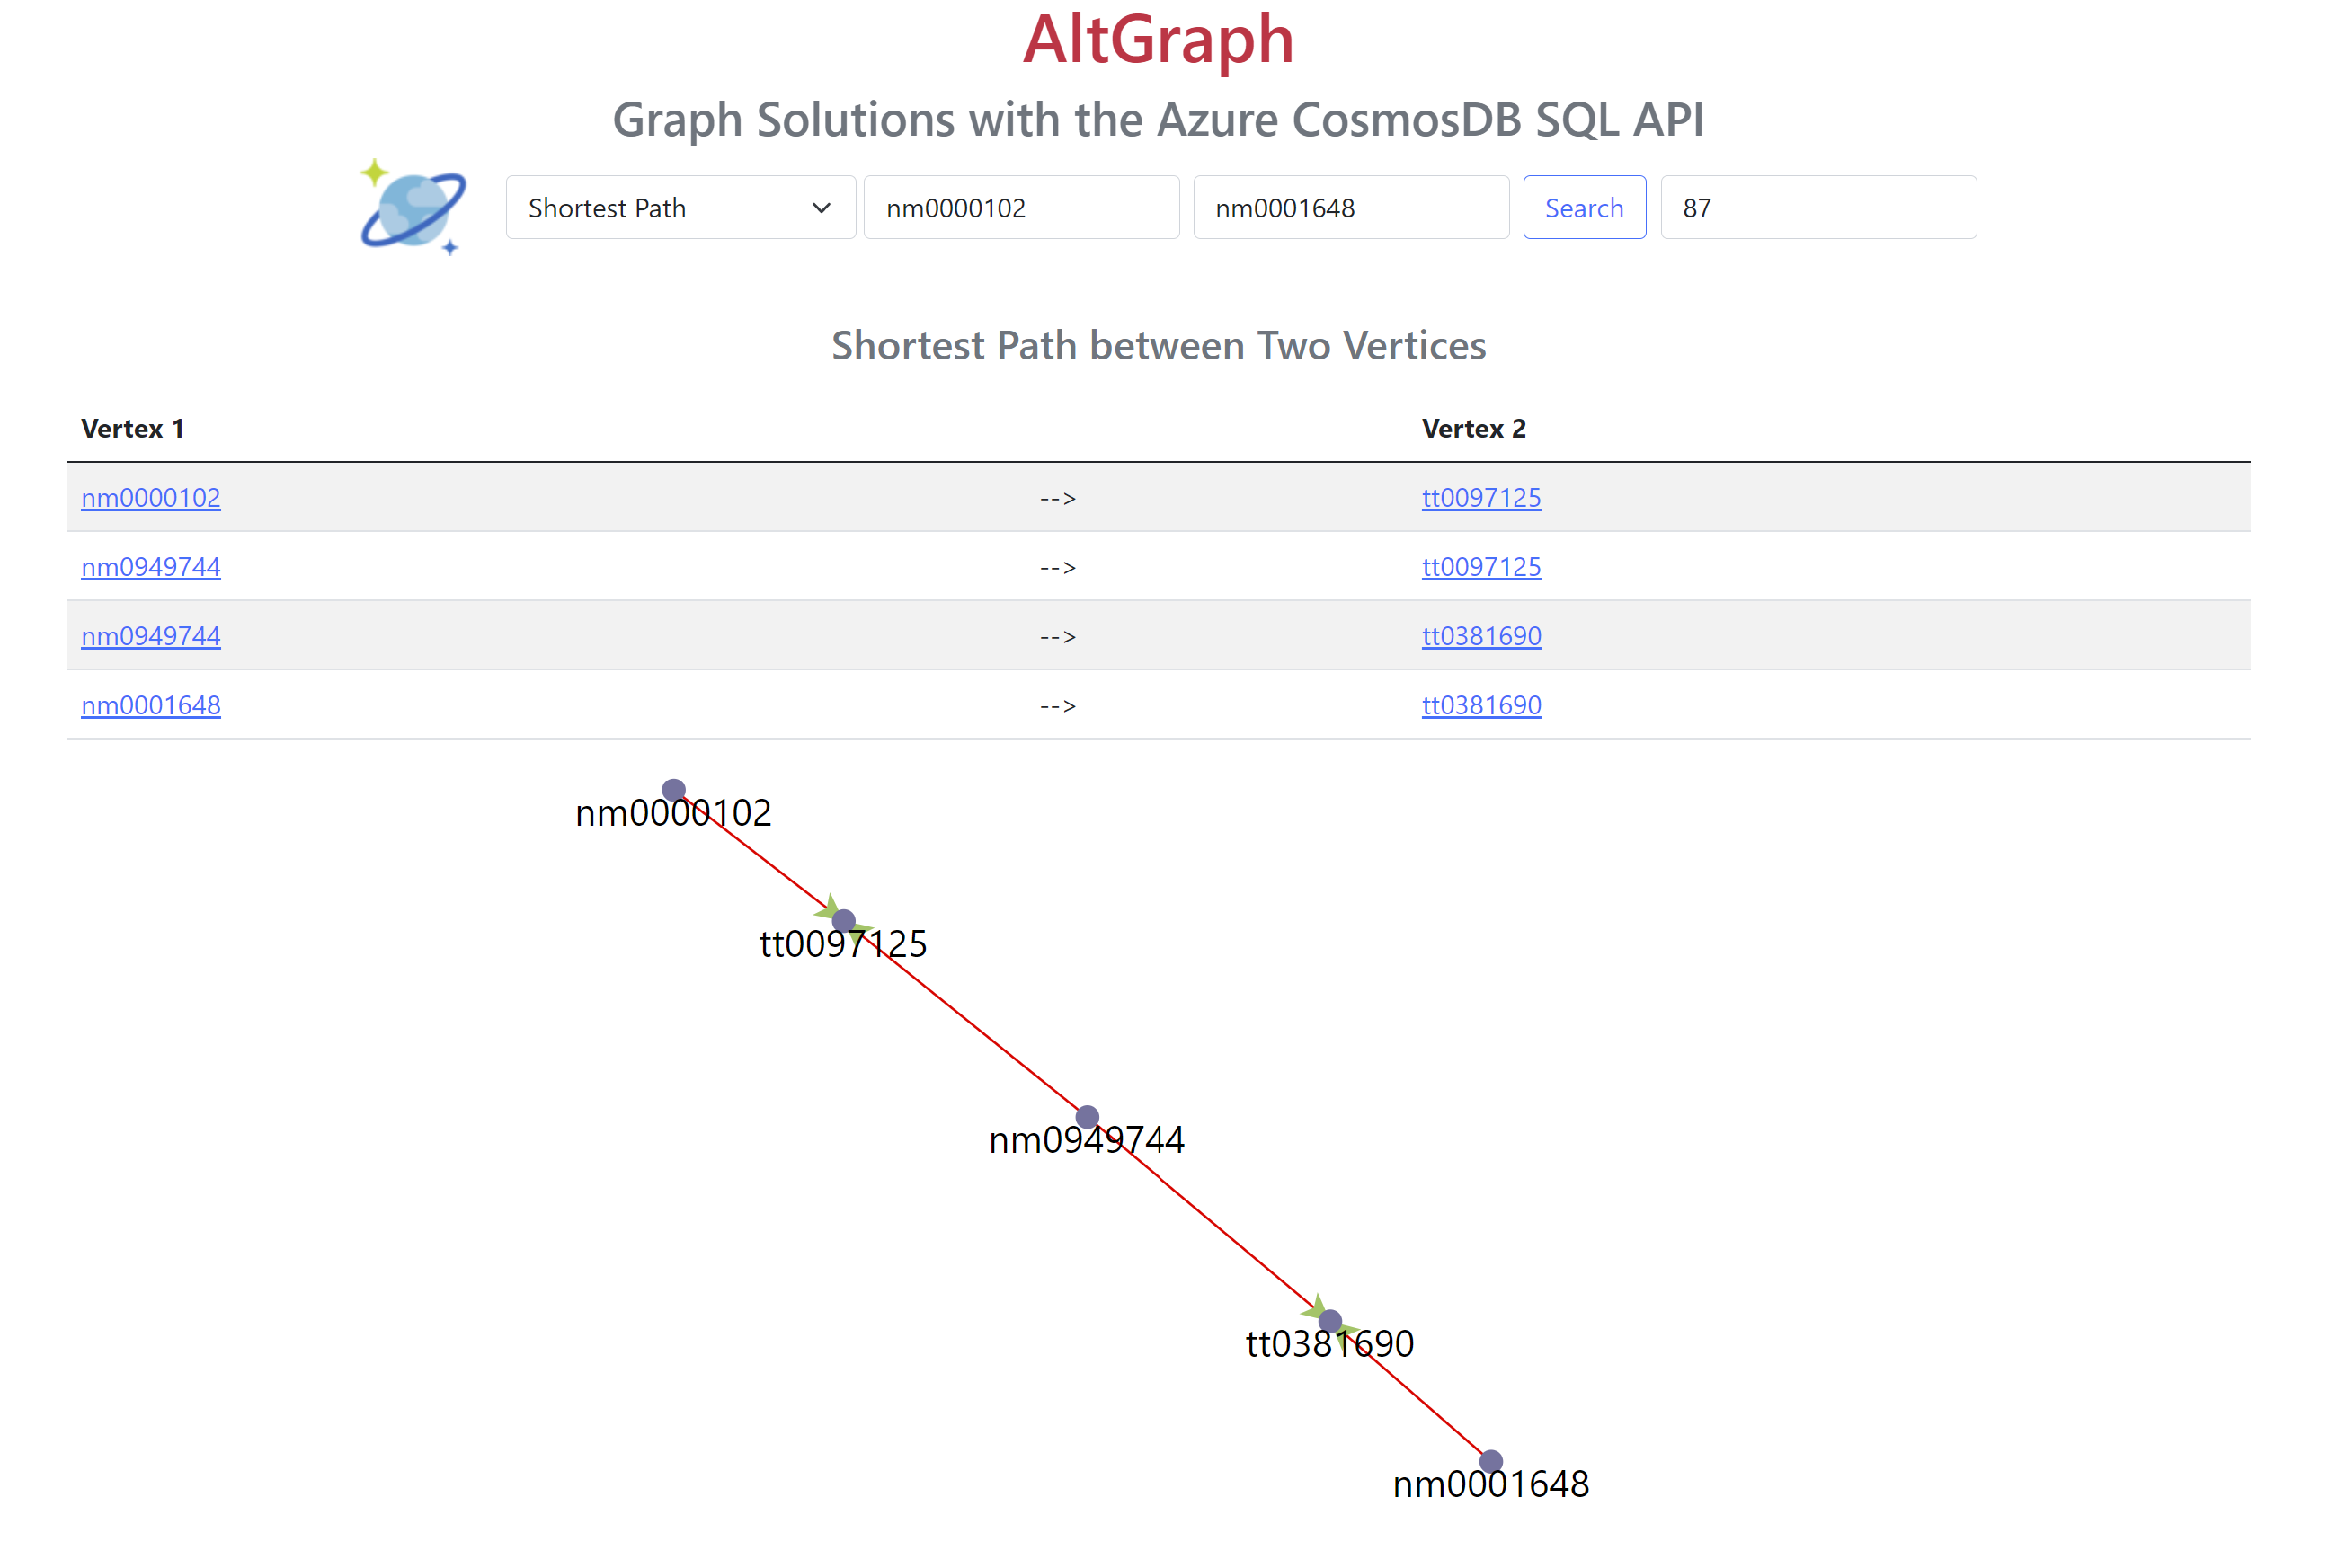 AltGraph
Graph Solutions with the Azure CosmosDB SQL API
Shortest Path nm0000102 nm0001648 Search 87
Shortest Path between Two Vertices
Vertex 1 Vertex 2
nm0000102 --> tt0097125
nm0949744 --> tt0097125
nm0949744 --> tt0381690
nm0001648 --> tt0381690
nm0000102
tt0097125
nm0949744
tt0381690
nm0001648